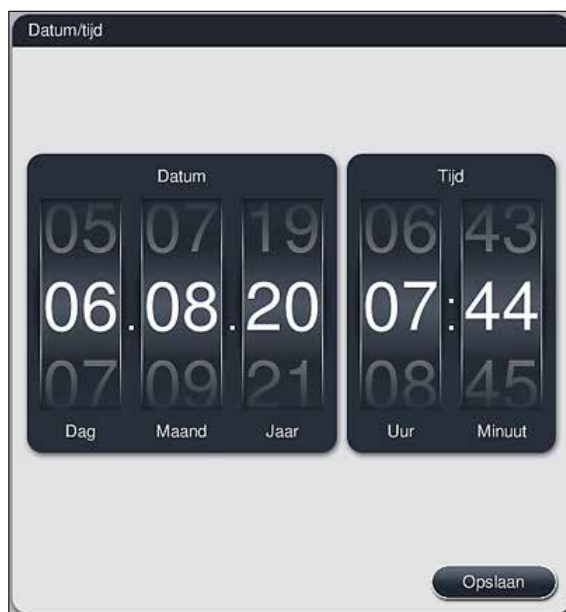 Datum/tijd
Datum Tijd
05 07 19 06 43
06.08.20 07:44
07 09 21 08 45
Dag Maand Jaar Uur Minuut
Opslaan